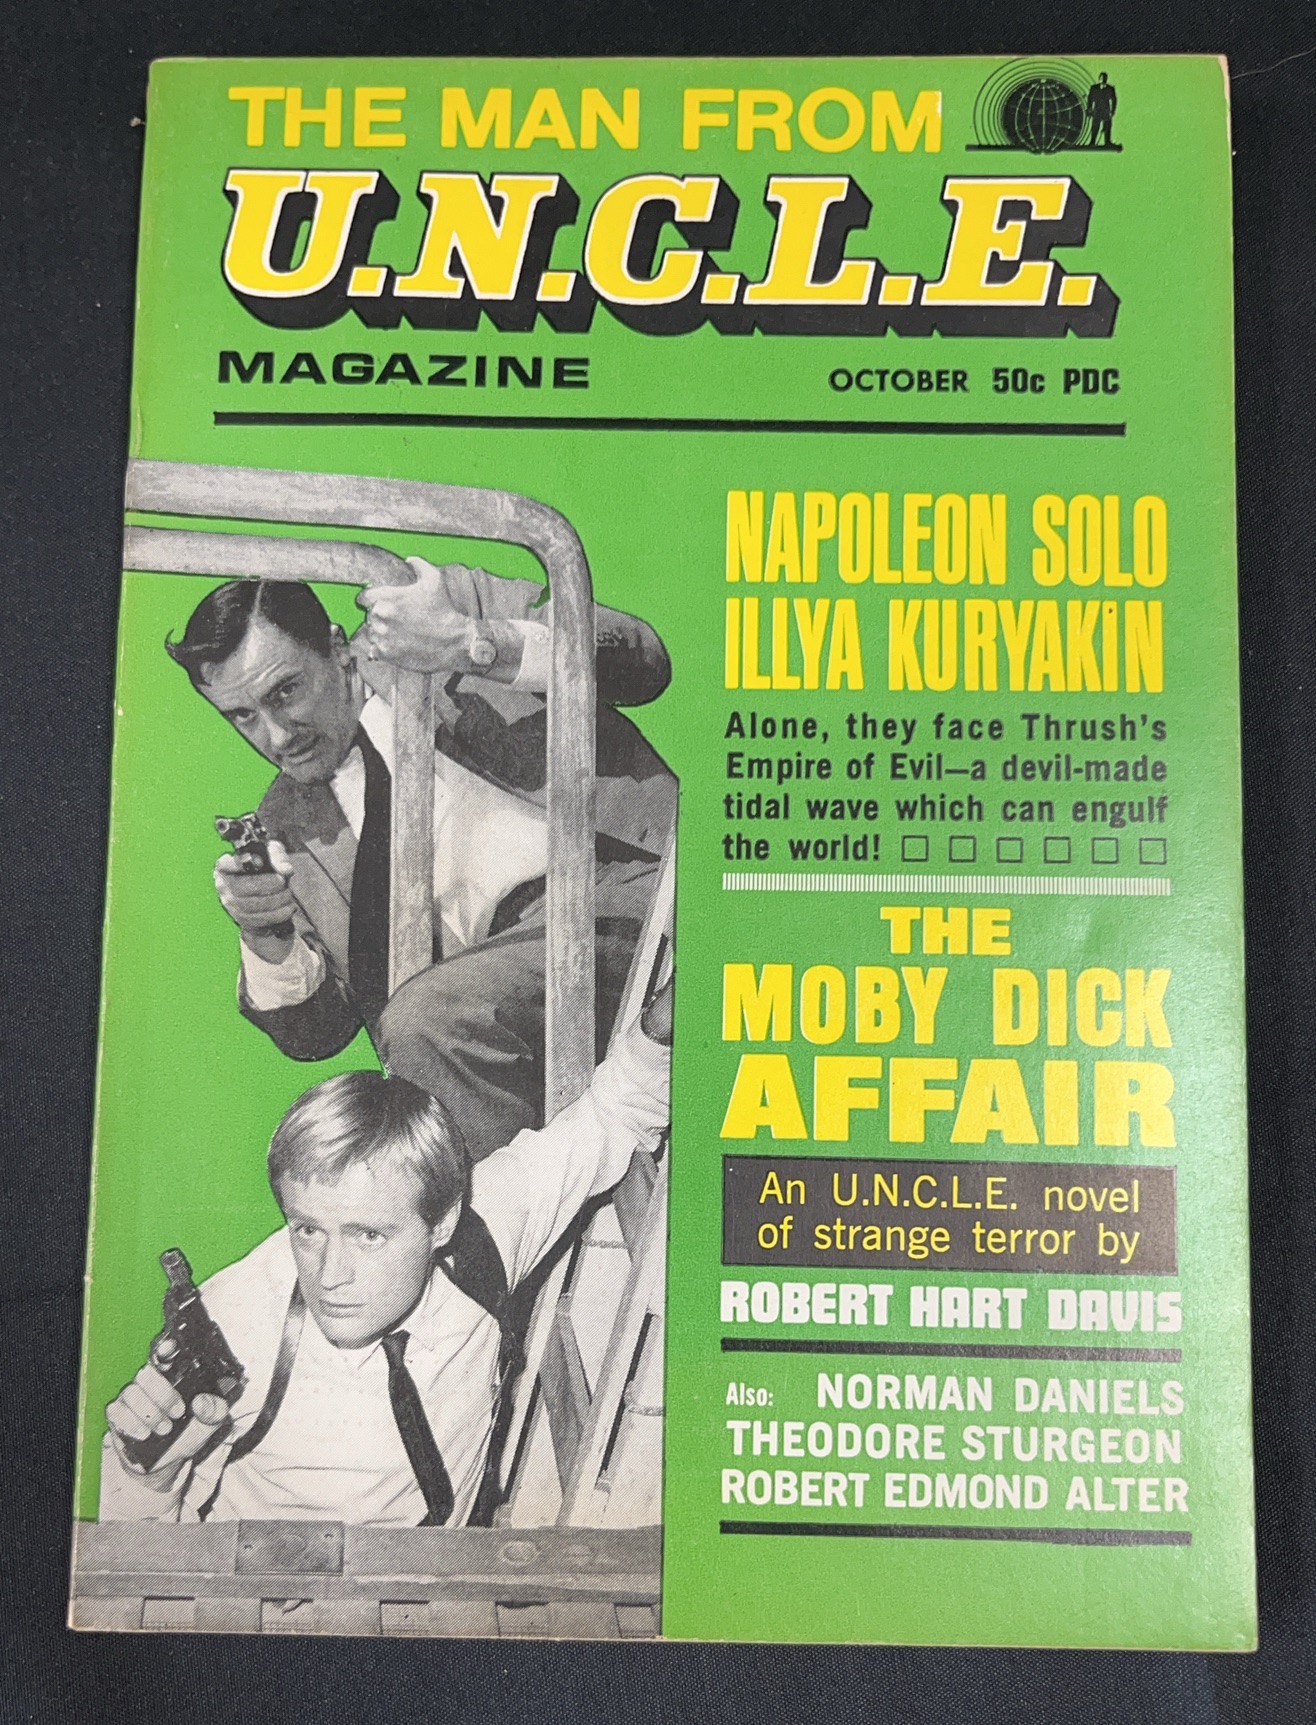 THE MAN FROM
U.N.C.L.E.
MAGAZINE
OCTOBER 50c PDC
NAPOLEON SOLO
ILLYA KURYAKIN
Alone, they face Thrush's
Empire of Evil—a devil-made
tidal wave which can engulf
the world! □ □ □ □ □ □
THE
MOBY DICK
AFFAIR
An U.N.C.L.E. novel
of strange terror by
ROBERT HART DAVIS
Also: NORMAN DANIELS
THEODORE STURGEON
ROBERT EDMOND ALTER